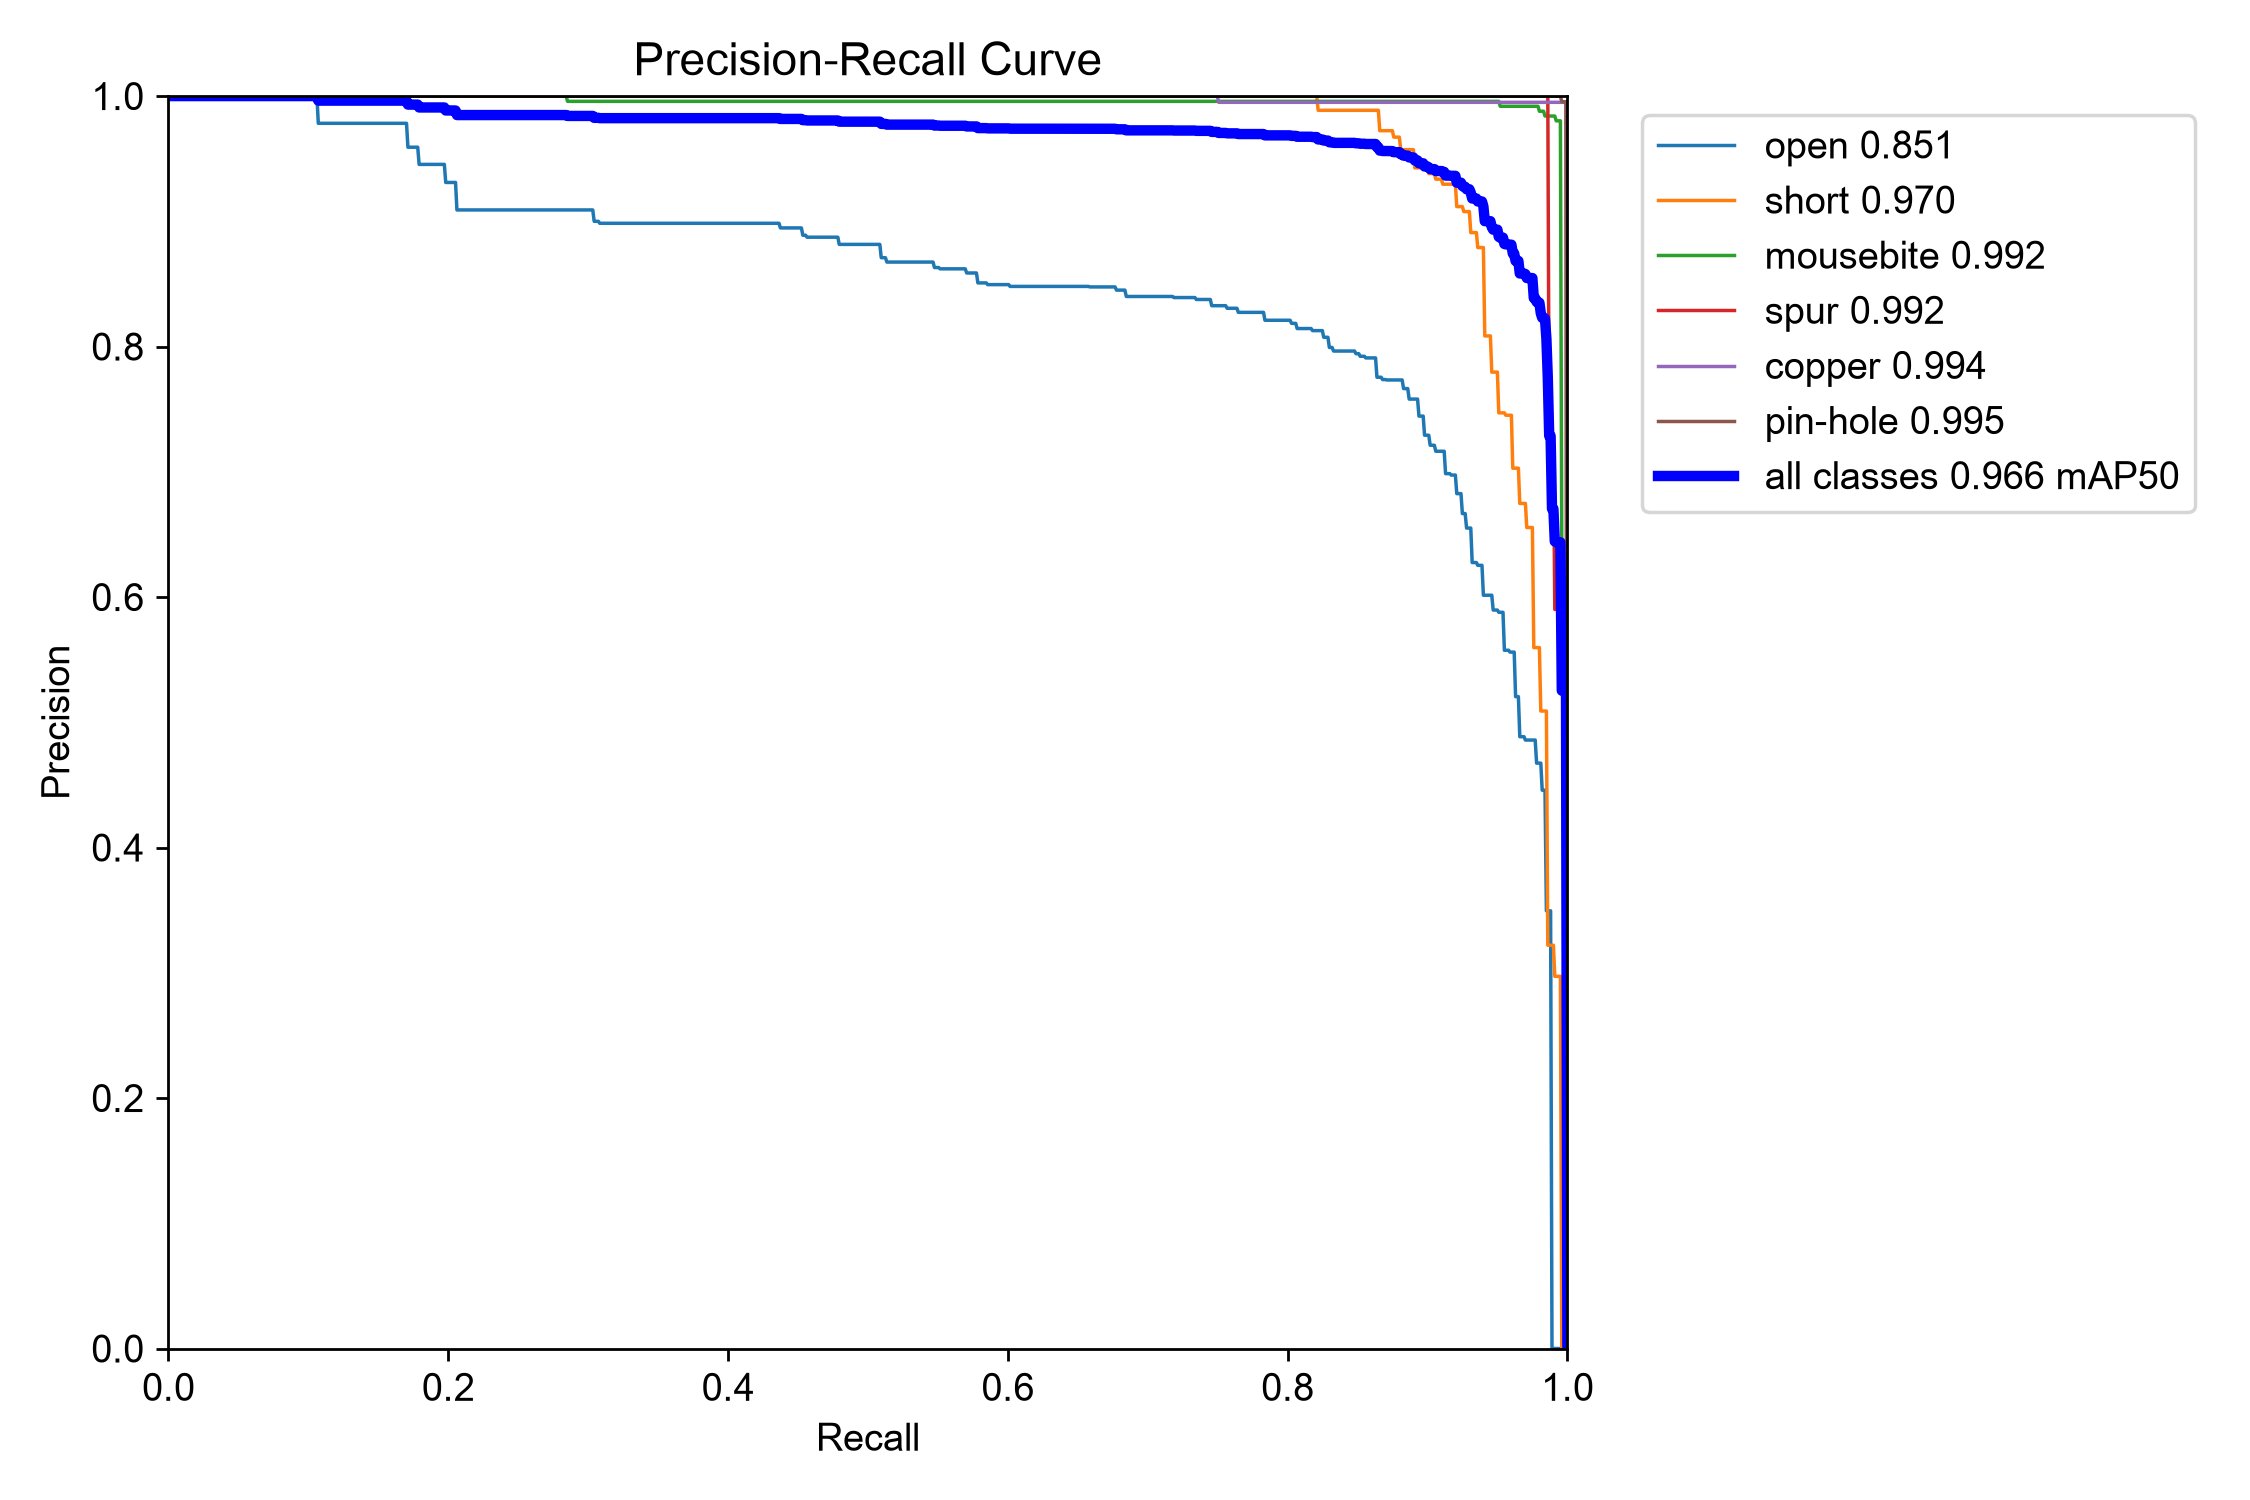 Precision-Recall Curve
1.0
0.8
0.6
0.4
0.2
0.0
Precision
0.0 0.2 0.4 0.6 0.8 1.0
Recall
open 0.851
short 0.970
mousebite 0.992
spur 0.992
copper 0.994
pin-hole 0.995
all classes 0.966 mAP50